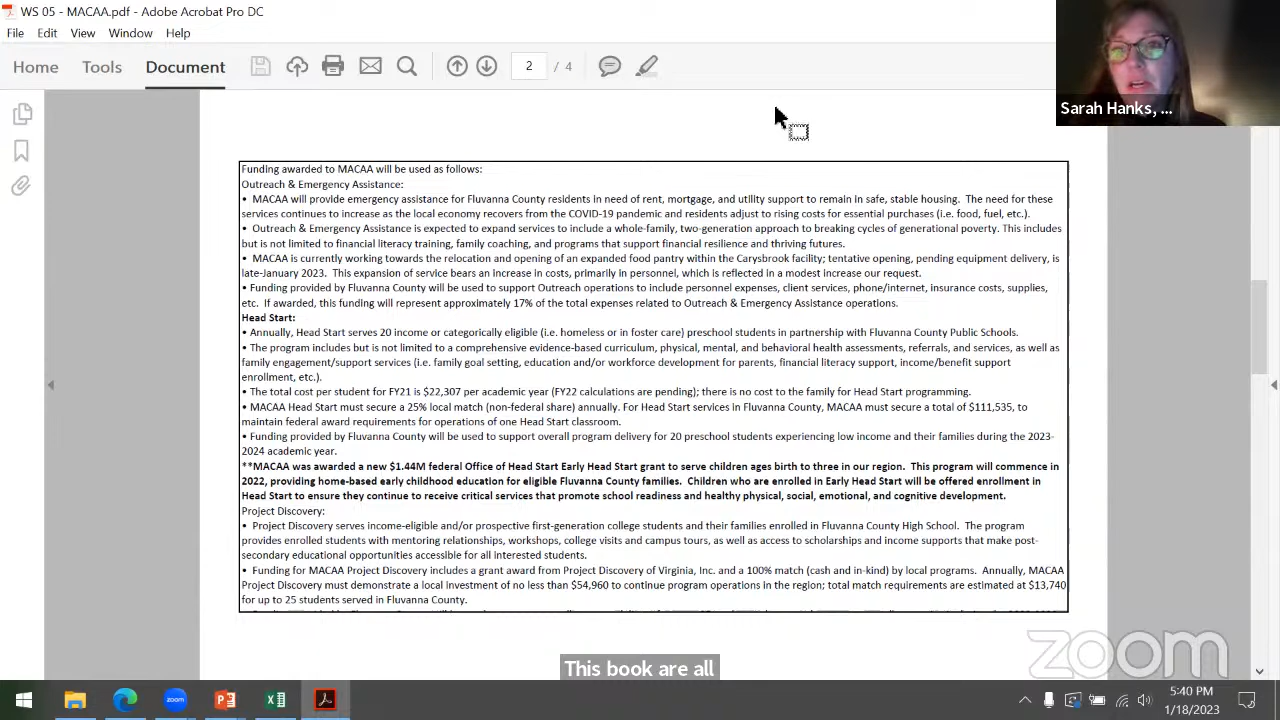 WS 05 - MACAA.pdf - Adobe Acrobat Pro DC
File Edit View Window Help
Home Tools Document 2 / 4
Sarah Hanks, ...
Funding awarded to MACAA will be used as follows:
Outreach & Emergency Assistance:
• MACAA will provide emergency assistance for Fluvanna County residents in need of rent, mortgage, and utility support to remain in safe, stable housing. The need for these
services continues to increase as the local economy recovers from the COVID-19 pandemic and residents adjust to rising costs for essential purchases (i.e. food, fuel, etc.).
• Outreach & Emergency Assistance is expected to expand services to include a whole-family, two-generation approach to breaking cycles of generational poverty. This includes
but is not limited to financial literacy training, family coaching, and programs that support financial resilience and thriving futures.
• MACAA is currently working towards the relocation and opening of an expanded food pantry within the Carysbrook facility; tentative opening, pending equipment delivery, is
late-January 2023. This expansion of service bears an increase in costs, primarily in personnel, which is reflected in a modest increase our request.
• Funding provided by Fluvanna County will be used to support Outreach operations to include personnel expenses, client services, phone/internet, insurance costs, supplies,
etc. If awarded, this funding will represent approximately 17% of the total expenses related to Outreach & Emergency Assistance operations.
Head Start:
• Annually, Head Start serves 20 income or categorically eligible (i.e. homeless or in foster care) preschool students in partnership with Fluvanna County Public Schools.
• The program includes but is not limited to a comprehensive evidence-based curriculum, physical, mental, and behavioral health assessments, referrals, and services, as well as
family engagement/support services (i.e. family goal setting, education and/or workforce development for parents, financial literacy support, income/benefit support
enrollment, etc.).
• The total cost per student for FY21 is $22,307 per academic year (FY22 calculations are pending); there is no cost to the family for Head Start programming.
• MACAA Head Start must secure a 25% local match (non-federal share) annually. For Head Start services in Fluvanna County, MACAA must secure a total of $111,535, to
maintain federal award requirements for operations of one Head Start classroom.
• Funding provided by Fluvanna County will be used to support overall program delivery for 20 preschool students experiencing low income and their families during the 2023-
2024 academic year.
**MACAA was awarded a new $1.44M federal Office of Head Start Early Head Start grant to serve children ages birth to three in our region. This program will commence in
2022, providing home-based early childhood education for eligible Fluvanna County families. Children who are enrolled in Early Head Start will be offered enrollment in
Head Start to ensure they continue to receive critical services that promote school readiness and healthy physical, social, emotional, and cognitive development.
Project Discovery:
• Project Discovery serves income-eligible and/or prospective first-generation college students and their families enrolled in Fluvanna County High School. The program
provides enrolled students with mentoring relationships, workshops, college visits and campus tours, as well as access to scholarships and income supports that make post-
secondary educational opportunities accessible for all interested students.
• Funding for MACAA Project Discovery includes a grant award from Project Discovery of Virginia, Inc. and a 100% match (cash and in-kind) by local programs. Annually, MACAA
Project Discovery must demonstrate a local investment of no less than $54,960 to continue program operations in the region; total match requirements are estimated at $13,740
for up to 25 students served in Fluvanna County.
zoom
This book are all
zoom
5:40 PM
1/18/2023